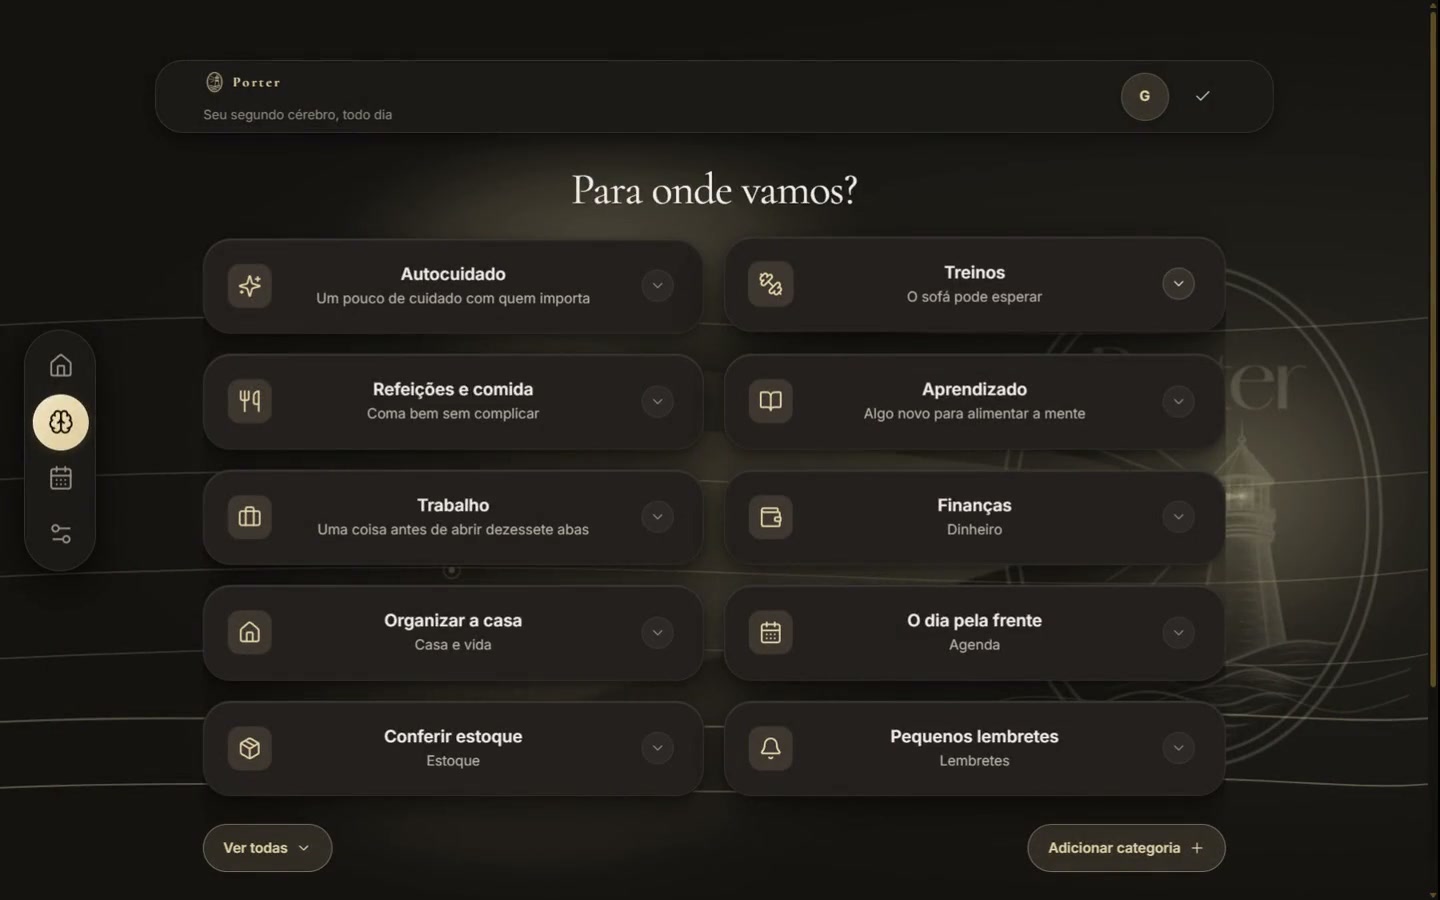 Porter
Seu segundo cérebro, todo dia
G
Para onde vamos?
Autocuidado
Um pouco de cuidado com quem importa
Treinos
O sofá pode esperar
Refeições e comida
Coma bem sem complicar
Aprendizado
Algo novo para alimentar a mente
Trabalho
Uma coisa antes de abrir dezessete abas
Finanças
Dinheiro
Organizar a casa
Casa e vida
O dia pela frente
Agenda
Conferir estoque
Estoque
Pequenos lembretes
Lembretes
Ver todas
Adicionar categoria